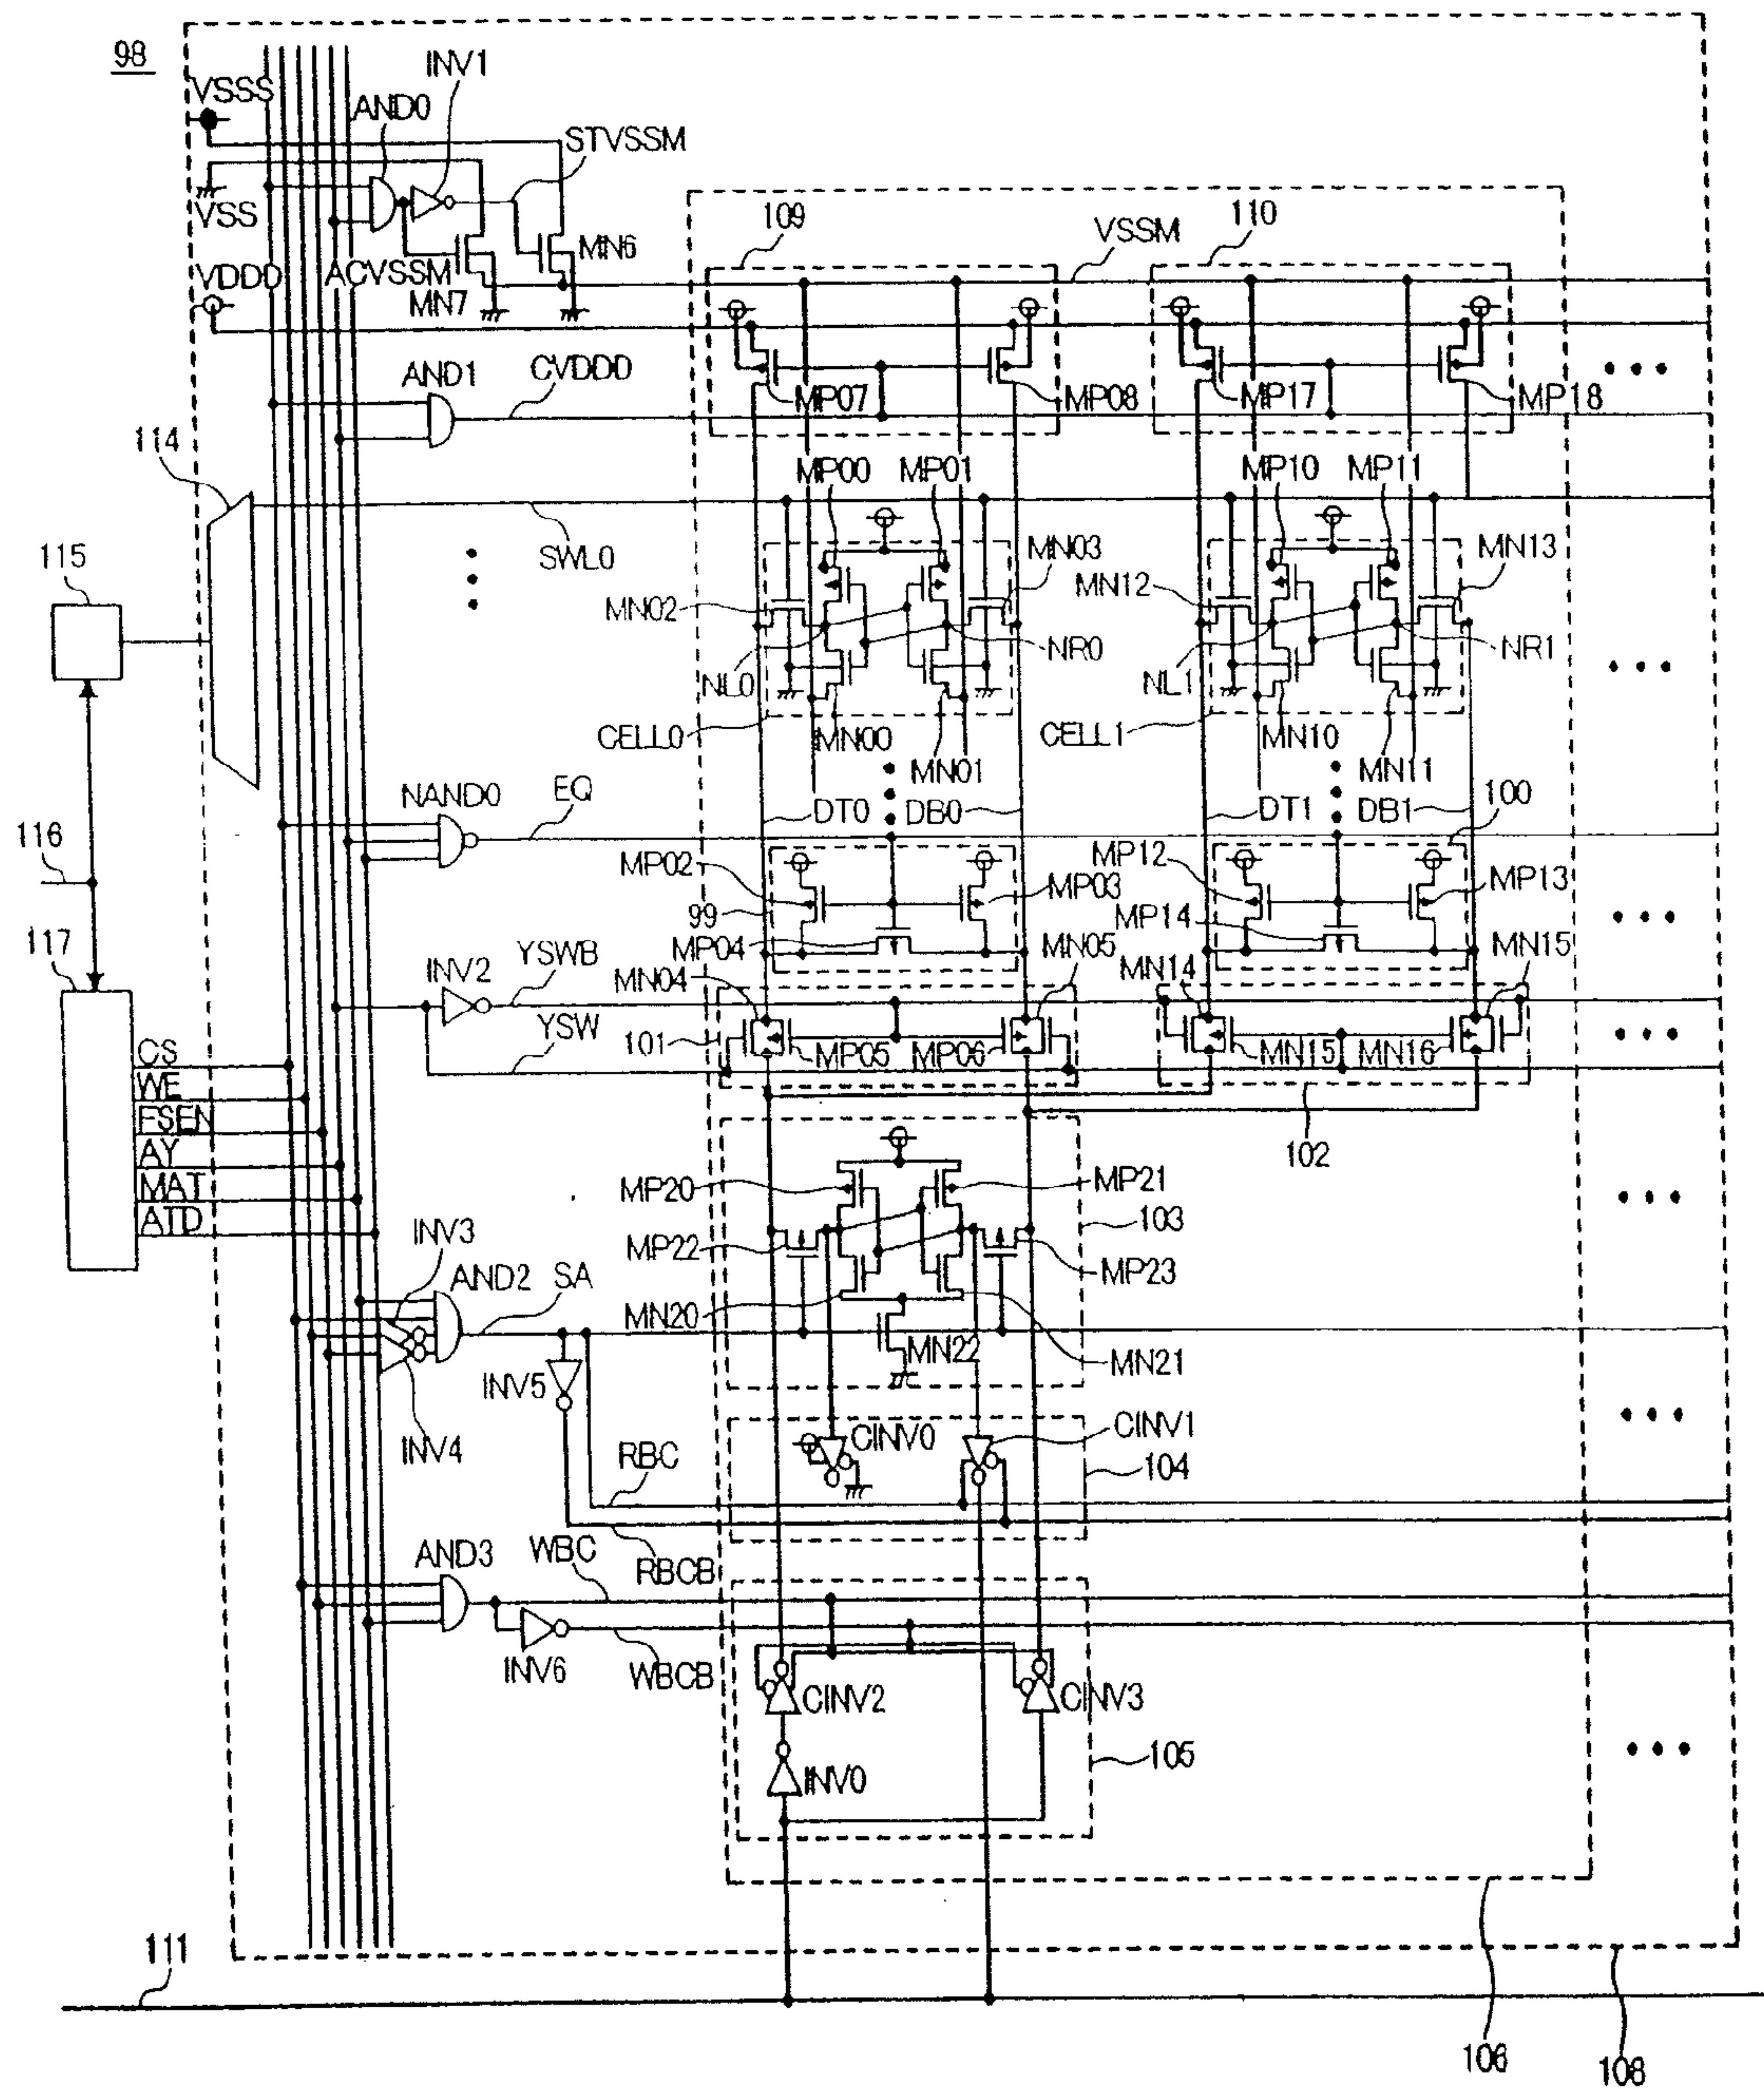 98
VSSS
INV1
AND0
STVSSM
VSS
109
110
VSSM
MN6
VDDD
ACVSSM
MN7
AND1
CVDDD
MP07
MP08
MP17
MP18
114
MP00
MP01
MP10
MP11
115
SWL0
MN03
MN13
MN02
MN12
NL0
NR0
NL1
NR1
CELL0
MN00
CELL1
MN10
MN01
MN11
NAND0
EQ
DT0
DB0
DT1
DB1
100
116
MP02
MP03
MP12
MP13
99
MP04
MP14
MN05
MN15
117
INV2
YSWB
MN04
MN14
YSW
101
MP05
MP06
MN15
MN16
CS
WE
FSEN
AY
MAT
ATD
102
MP20
MP21
103
INV3
MP22
MP23
AND2
SA
MN20
MN22
MN21
INV5
INV4
CINV0
CINV1
RBC
104
AND3
WBC
RBCB
INV6
WBCB
CINV2
CINV3
105
INV0
111
106
108